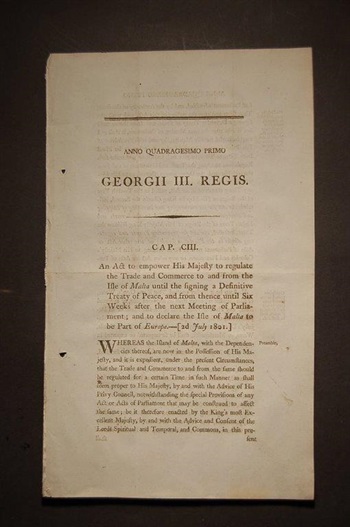 ANNO QUADRAGESIMO PRIMO
GEORGII III. REGIS.
CAP. CIII.
An Act to empower His Majeſty to regulate
the Trade and Commerce to and from the
Iſle of Malta until the ſigning a Definitive
Treaty of Peace, and from thence until Six
Weeks after the next Meeting of Parlia-
ment; and to declare the Iſle of Malta to
be Part of Europe.—[2d July 1801.]
WHEREAS the Iſland of Malta, with the Dependen-
cies thereof, are now in the Poſſeſſion of His Ma-
jeſty, and it is expedient, under the preſent Circumſtances,
that the Trade and Commerce to and from the ſame ſhould
be regulated for a certain Time in ſuch Manner as ſhall
ſeem proper to His Majeſty, by and with the Advice of His
Privy Council, notwithſtanding the ſpecial Proviſions of any
Act or Acts of Parliament that may be conſtrued to affect
the ſame; be it therefore enacted by the King's moſt Ex-
cellent Majeſty, by and with the Advice and Conſent of the
Lords Spiritual and Temporal, and Commons, in this pre-
ſent
Preamble.